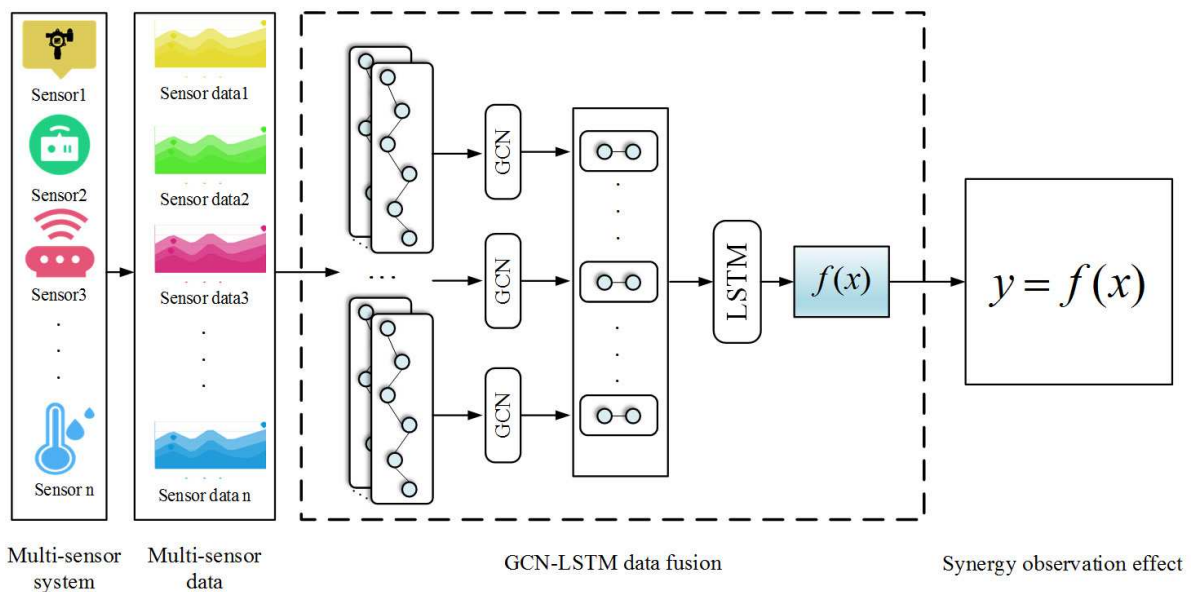 Sensor1
Sensor2
Sensor3
Sensor n
Sensor data1
Sensor data2
Sensor data3
Sensor data n
GCN
GCN
GCN
LSTM
f(x)
y = f(x)
Multi-sensor
system
Multi-sensor
data
GCN-LSTM data fusion
Synergy observation effect